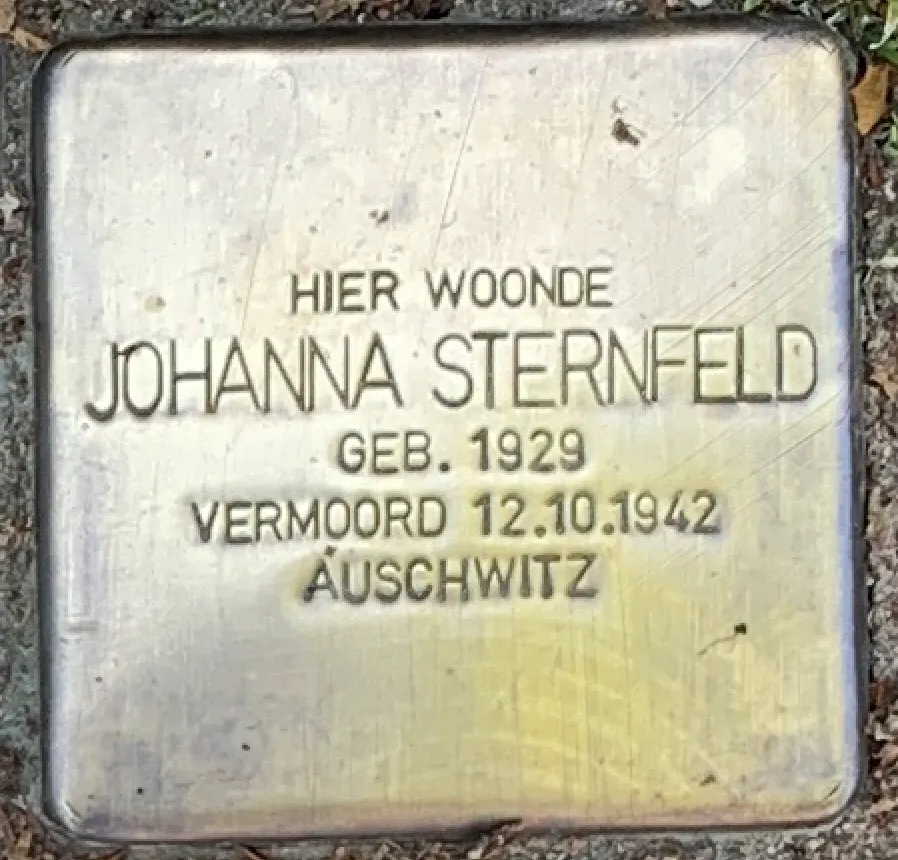 HIER WOONDE
JOHANNA STERNFELD
GEB. 1929
VERMOORD 12.10.1942
AUSCHWITZ